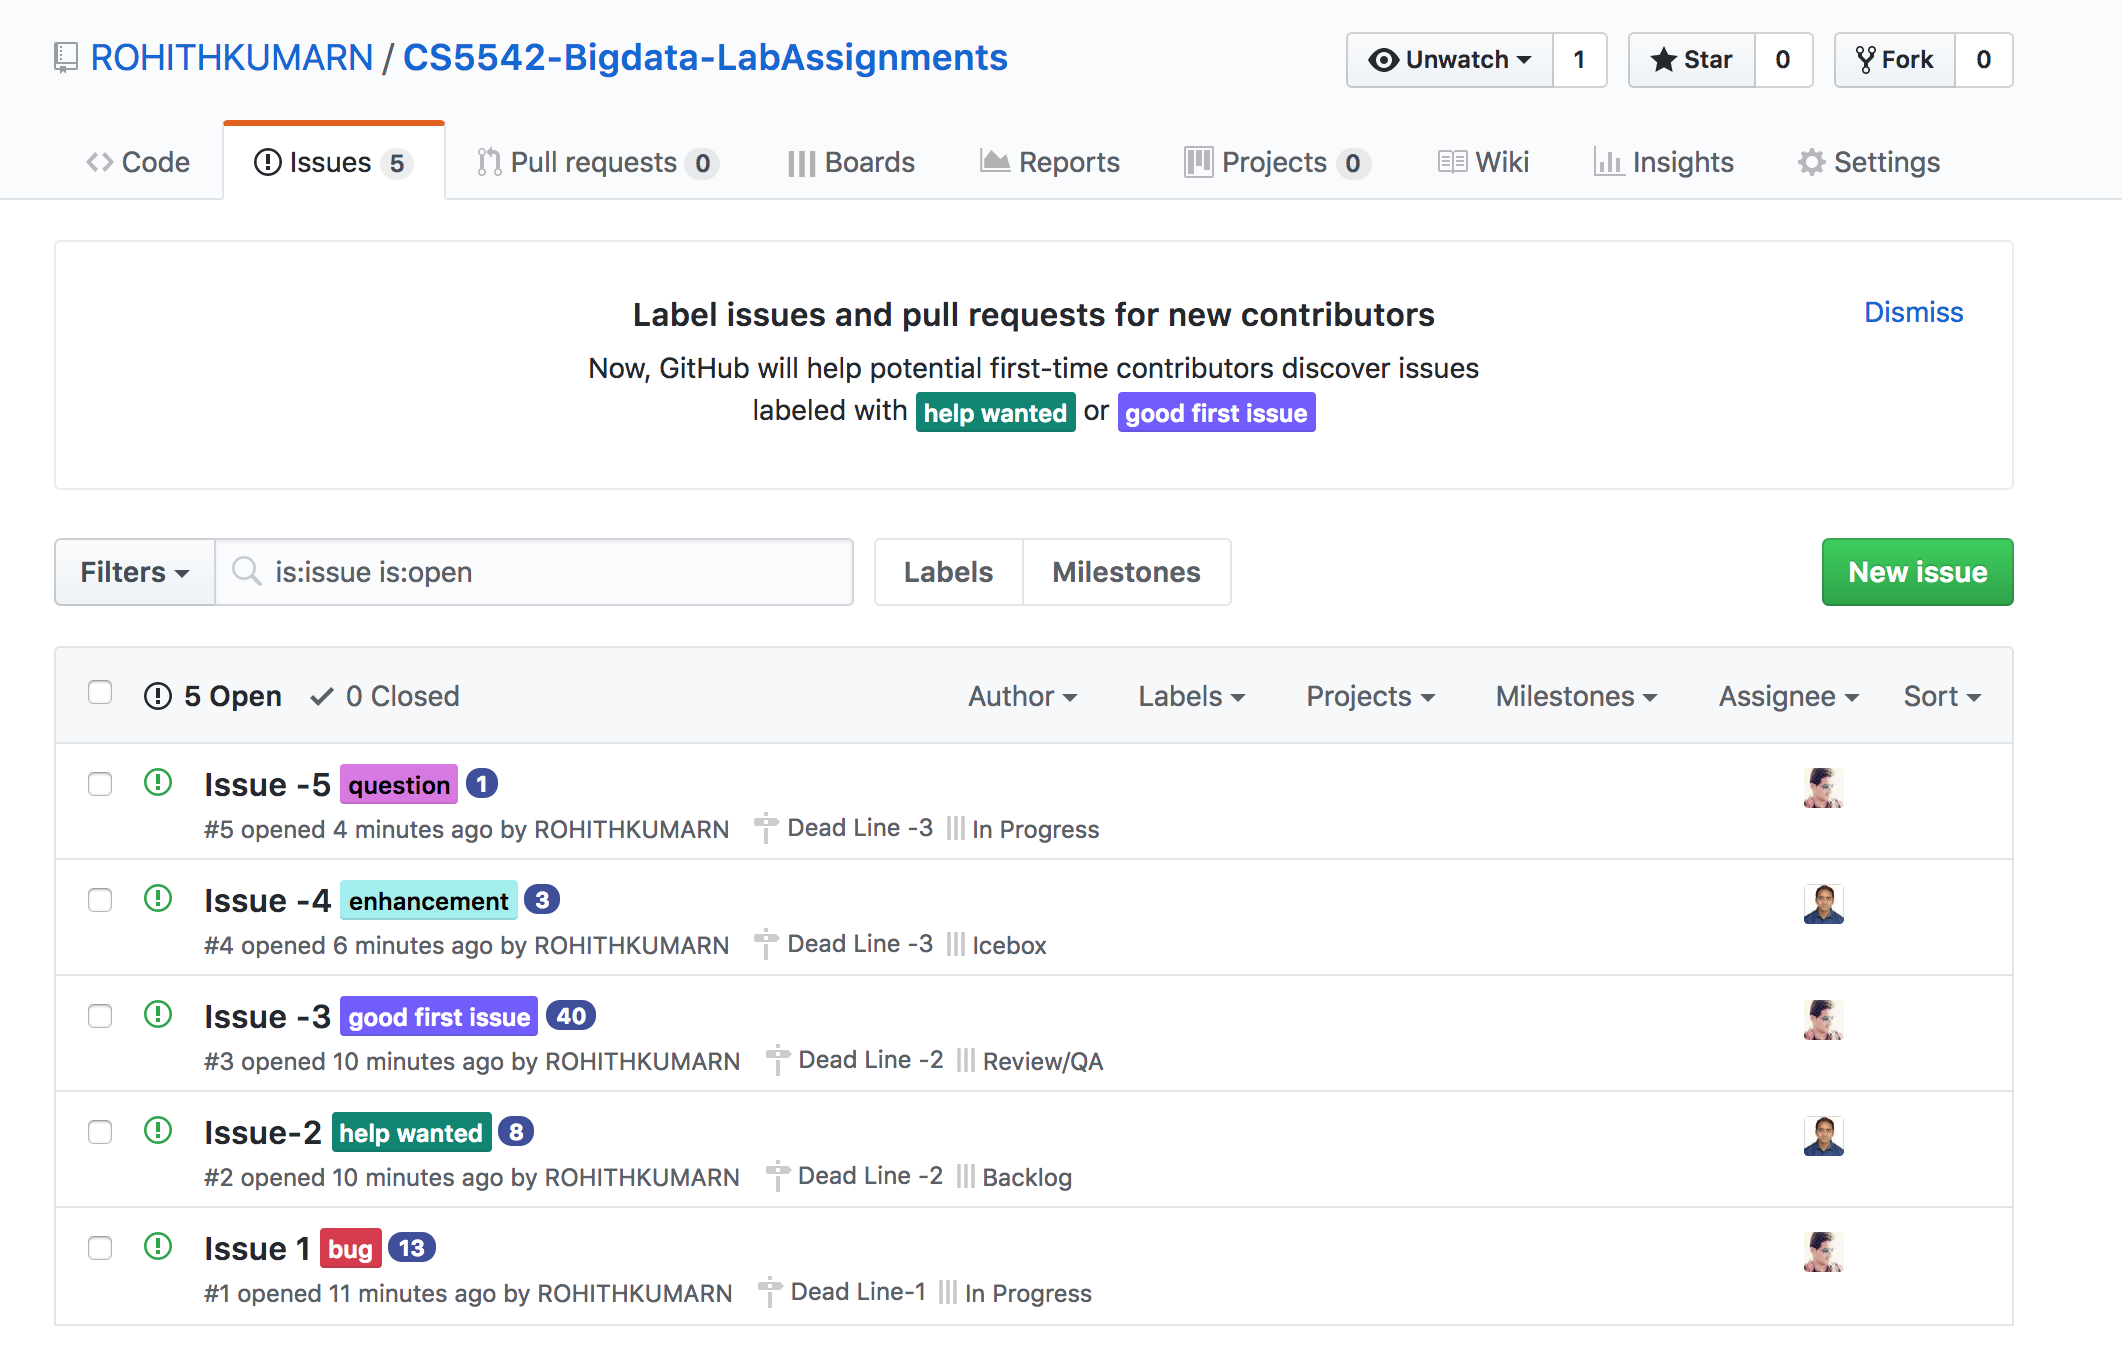 ROHITHKUMARN / CS5542-Bigdata-LabAssignments
Unwatch 1 Star 0 Fork 0
Code Issues 5 Pull requests 0 Boards Reports Projects 0 Wiki Insights Settings
Label issues and pull requests for new contributors
Dismiss
Now, GitHub will help potential first-time contributors discover issues
labeled with help wanted or good first issue
Filters is:issue is:open Labels Milestones New issue
5 Open 0 Closed Author Labels Projects Milestones Assignee Sort
Issue -5 question 1
#5 opened 4 minutes ago by ROHITHKUMARN Dead Line -3 In Progress
Issue -4 enhancement 3
#4 opened 6 minutes ago by ROHITHKUMARN Dead Line -3 Icebox
Issue -3 good first issue 40
#3 opened 10 minutes ago by ROHITHKUMARN Dead Line -2 Review/QA
Issue-2 help wanted 8
#2 opened 10 minutes ago by ROHITHKUMARN Dead Line -2 Backlog
Issue 1 bug 13
#1 opened 11 minutes ago by ROHITHKUMARN Dead Line-1 In Progress